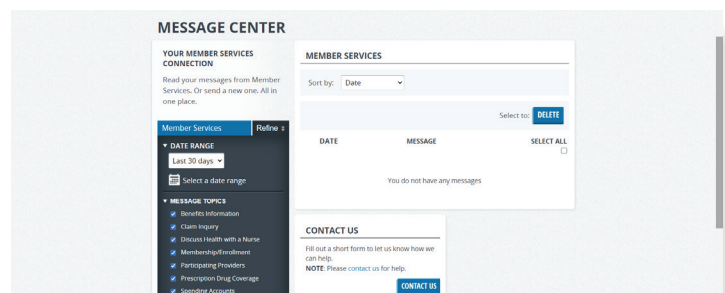 MESSAGE CENTER
YOUR MEMBER SERVICES
CONNECTION
Read your messages from Member
Services. Or send a new one. All in
one place.
Member Services Refine
DATE RANGE
Last 30 days
Select a date range
MESSAGE TOPICS
Benefits Information
Claim Inquiry
Discuss Health with a Nurse
Membership/Enrollment
Participating Providers
Prescription Drug Coverage
Spending Accounts
MEMBER SERVICES
Sort by: Date
Select to: DELETE
DATE MESSAGE SELECT ALL
You do not have any messages
CONTACT US
Fill out a short form to let us know how we
can help.
NOTE: Please contact us for help.
CONTACT US